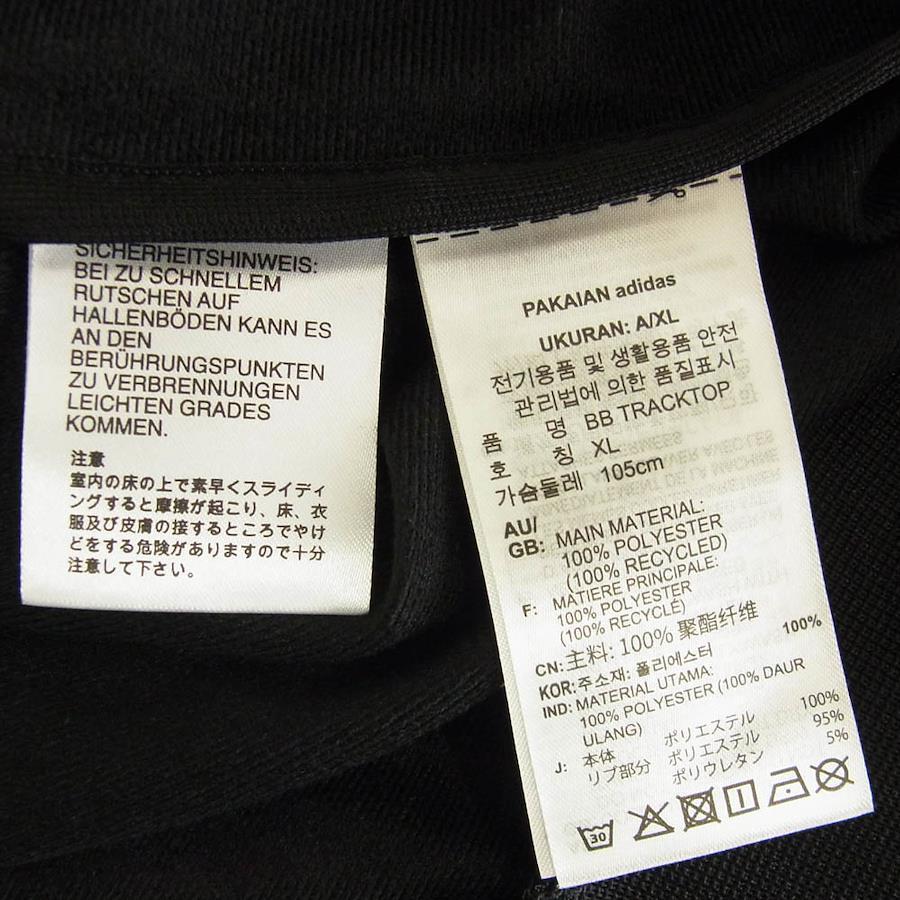 SICHERHEITSHINWEIS:
BEI ZU SCHNELLEM
RUTSCHEN AUF
HALLENBÖDEN KANN ES
AN DEN
BERÜHRUNGSPUNKTEN
ZU VERBRENNUNGEN
LEICHTEN GRADES
KOMMEN.
注意
室内の床の上で素早くスライディ
ングすると摩擦が起こり、床、衣
服及び皮膚の接するところでやけ
どをする危険がありますので十分
注意して下さい。
PAKAIAN adidas
UKURAN: A/XL
전기용품 및 생활용품 안전
관리법에 의한 품질표시
품 명 BB TRACKTOP
호 칭 XL
가슴둘레 105cm
AU/
GB: MAIN MATERIAL:
100% POLYESTER
(100% RECYCLED)
F: MATIERE PRINCIPALE:
100% POLYESTER
(100% RECYCLÉ)
CN: 主料: 100% 聚酯纤维
KOR: 주소재: 폴리에스터 100%
IND: MATERIAL UTAMA:
100% POLYESTER (100% DAUR
ULANG)
J: 本体 ポリエステル 100%
リブ部分 ポリエステル 95%
ポリウレタン 5%
30